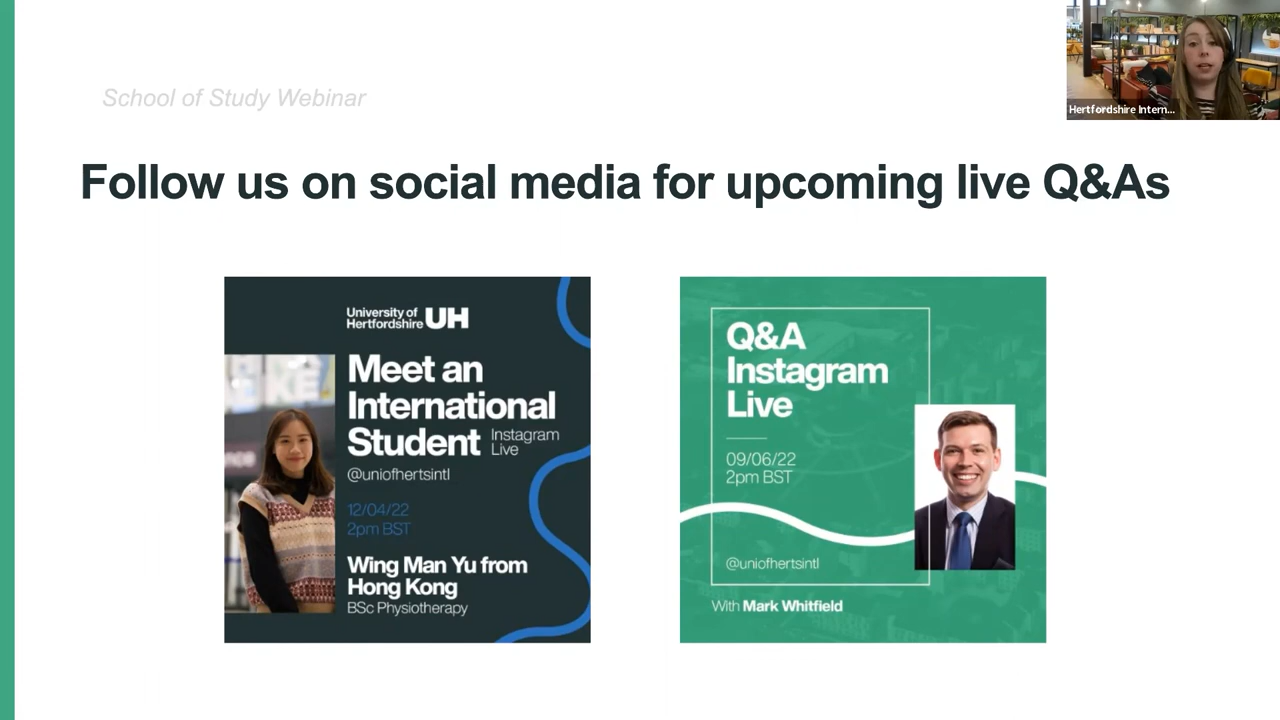 School of Study Webinar
Hertfordshire Intern...
Follow us on social media for upcoming live Q&As
University of
Hertfordshire UH
Meet an
International
Student Instagram
Live
@uniofhertsintl
12/04/22
2pm BST
Wing Man Yu from
Hong Kong
BSc Physiotherapy
Q&A
Instagram
Live
09/06/22
2pm BST
@uniofhertsintl
With Mark Whitfield